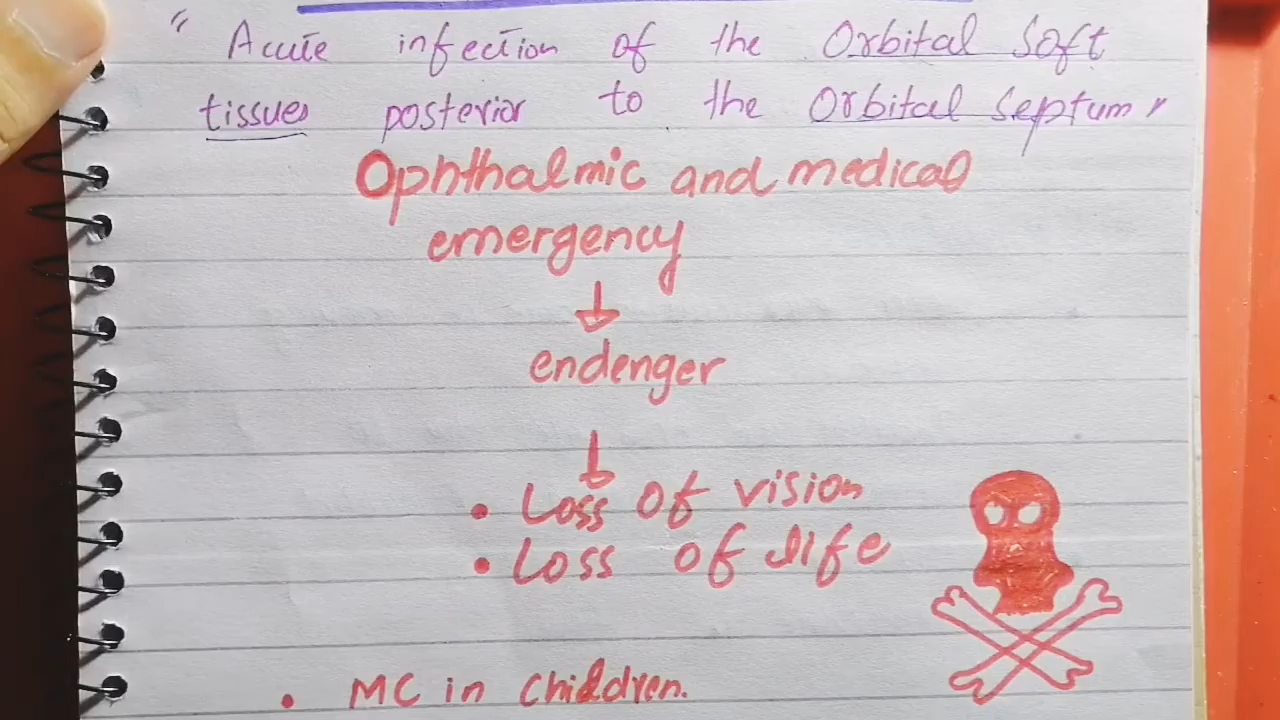 " Acute infection of the Orbital Soft
tissues posterior to the Orbital Septum "
Ophthalmic and medical
emergency
endenger
• Loss of vision
• Loss of life
• MC in Children.